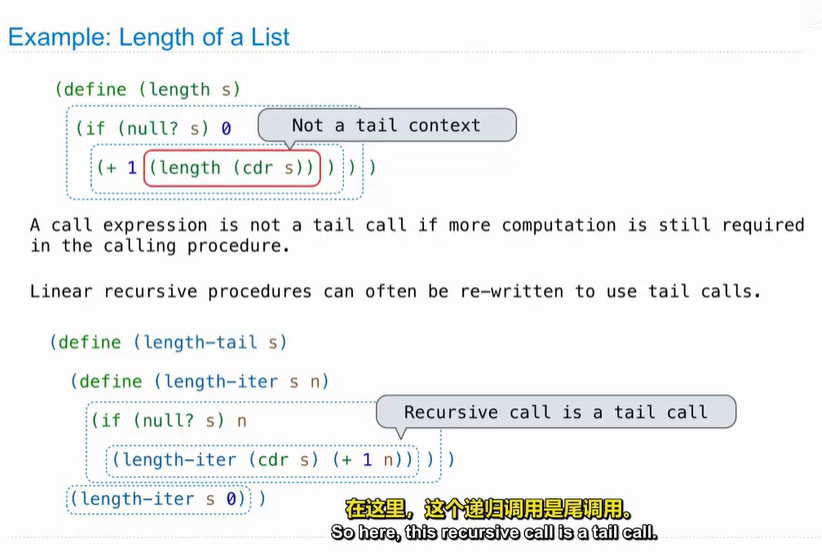 Example: Length of a List
(define (length s)
(if (null? s) 0
Not a tail context
(+ 1 (length (cdr s)) ) ) )
A call expression is not a tail call if more computation is still required
in the calling procedure.
Linear recursive procedures can often be re-written to use tail calls.
(define (length-tail s)
(define (length-iter s n)
(if (null? s) n
Recursive call is a tail call
(length-iter (cdr s) (+ 1 n)) ) )
(length-iter s 0) )
在这里，这个递归调用是尾调用。
So here, this recursive call is a tail call.